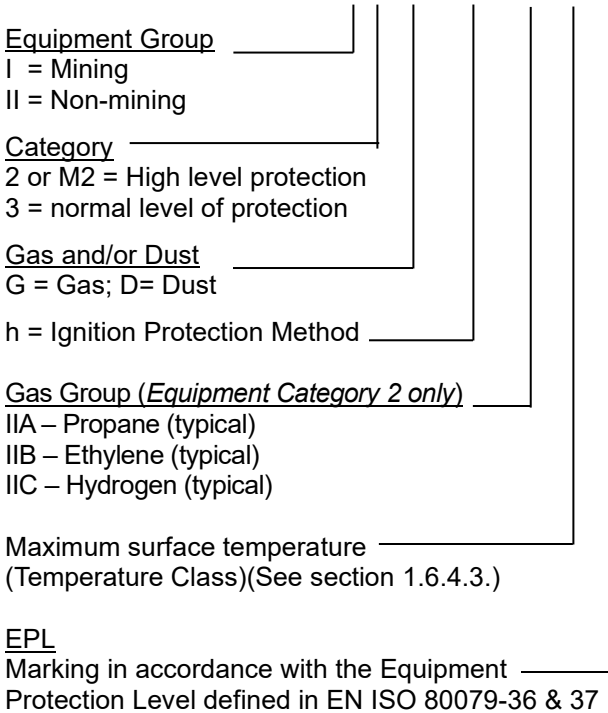 Equipment Group
I = Mining
II = Non-mining
Category
2 or M2 = High level protection
3 = normal level of protection
Gas and/or Dust
G = Gas; D= Dust
h = Ignition Protection Method
Gas Group (Equipment Category 2 only)
IIA – Propane (typical)
IIB – Ethylene (typical)
IIC – Hydrogen (typical)
Maximum surface temperature
(Temperature Class)(See section 1.6.4.3.)
EPL
Marking in accordance with the Equipment
Protection Level defined in EN ISO 80079-36 & 37